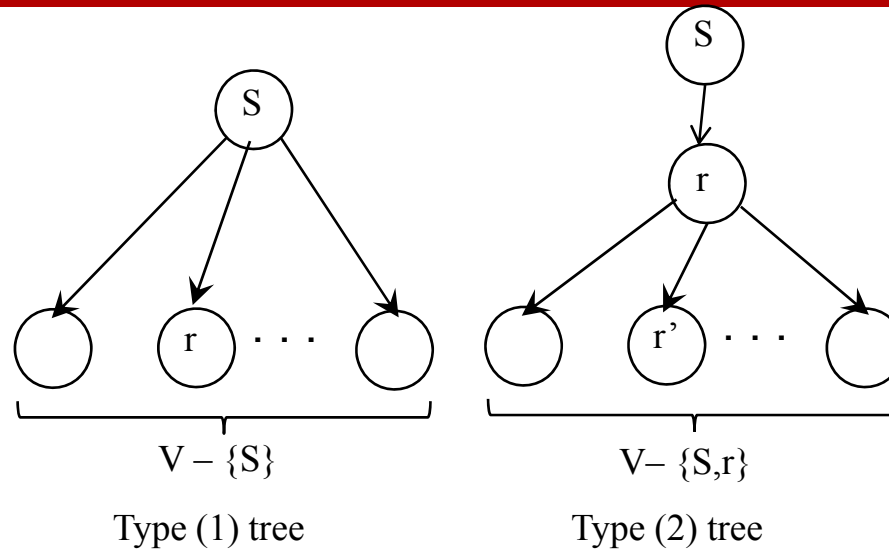 S
r . . .
V – {S}
Type (1) tree
S
r
r’ . . .
V– {S,r}
Type (2) tree